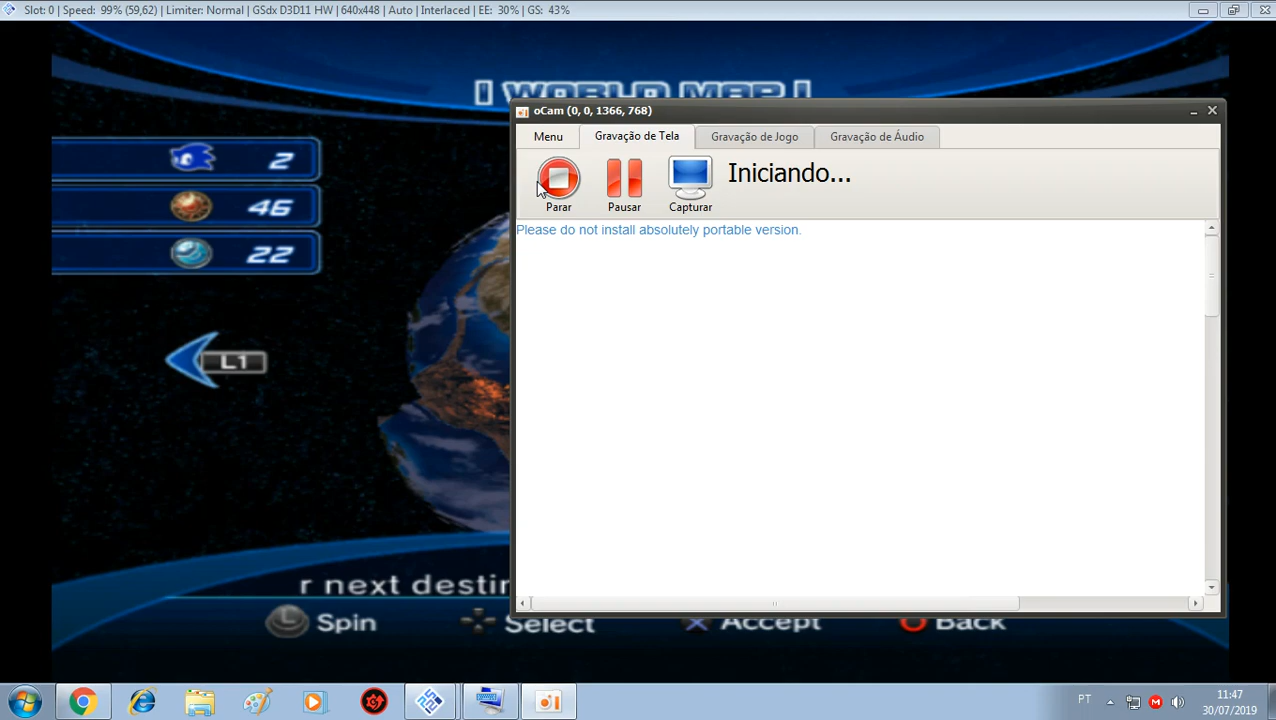 Slot: 0 | Speed: 99% (59,62) | Limiter: Normal | GSdx D3D11 HW | 640x448 | Auto | Interlaced | EE: 30% | GS: 43%
WORLD MAP
2
46
22
L1
r next destin
Spin
Select
Accept
Back
oCam (0, 0, 1366, 768)
Menu
Gravação de Tela
Gravação de Jogo
Gravação de Áudio
Parar
Pausar
Capturar
Iniciando...
Please do not install absolutely portable version.
PT
11:47
30/07/2019